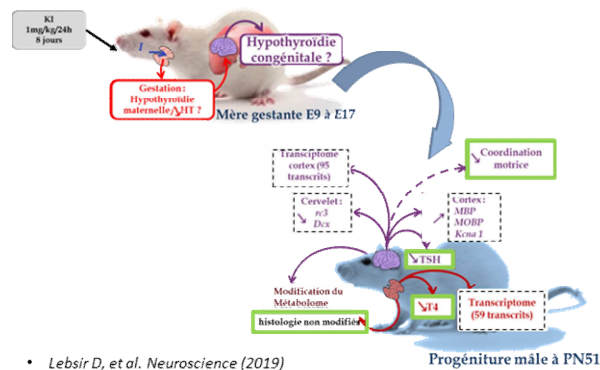 KI
1mg/kg/24h
8 jours
I
Hypothyroïdie
congénitale ?
Gestation :
Hypothyroïdie
maternelle/↘HT ?
Mère gestante E9 à E17
Transcriptome
cortex (95
transcrits)
↘ Coordination
motrice
Cervelet :
↘ rc3
Dcx
Cortex :
↗ MBP
MOBP
Kcna 1
↘TSH
Modification du
Métabolome
histologie non modifiée
↘T4
Transcriptome
(59 transcrits)
• Lebsir D, et al. Neuroscience (2019)
Progéniture mâle à PN51